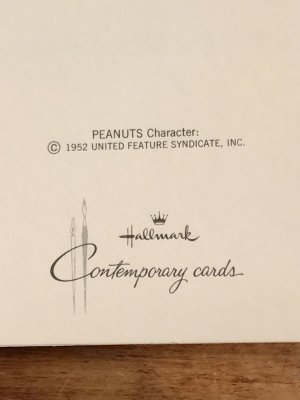 PEANUTS Character:
© 1952 UNITED FEATURE SYNDICATE, INC.
Hallmark
Contemporary cards